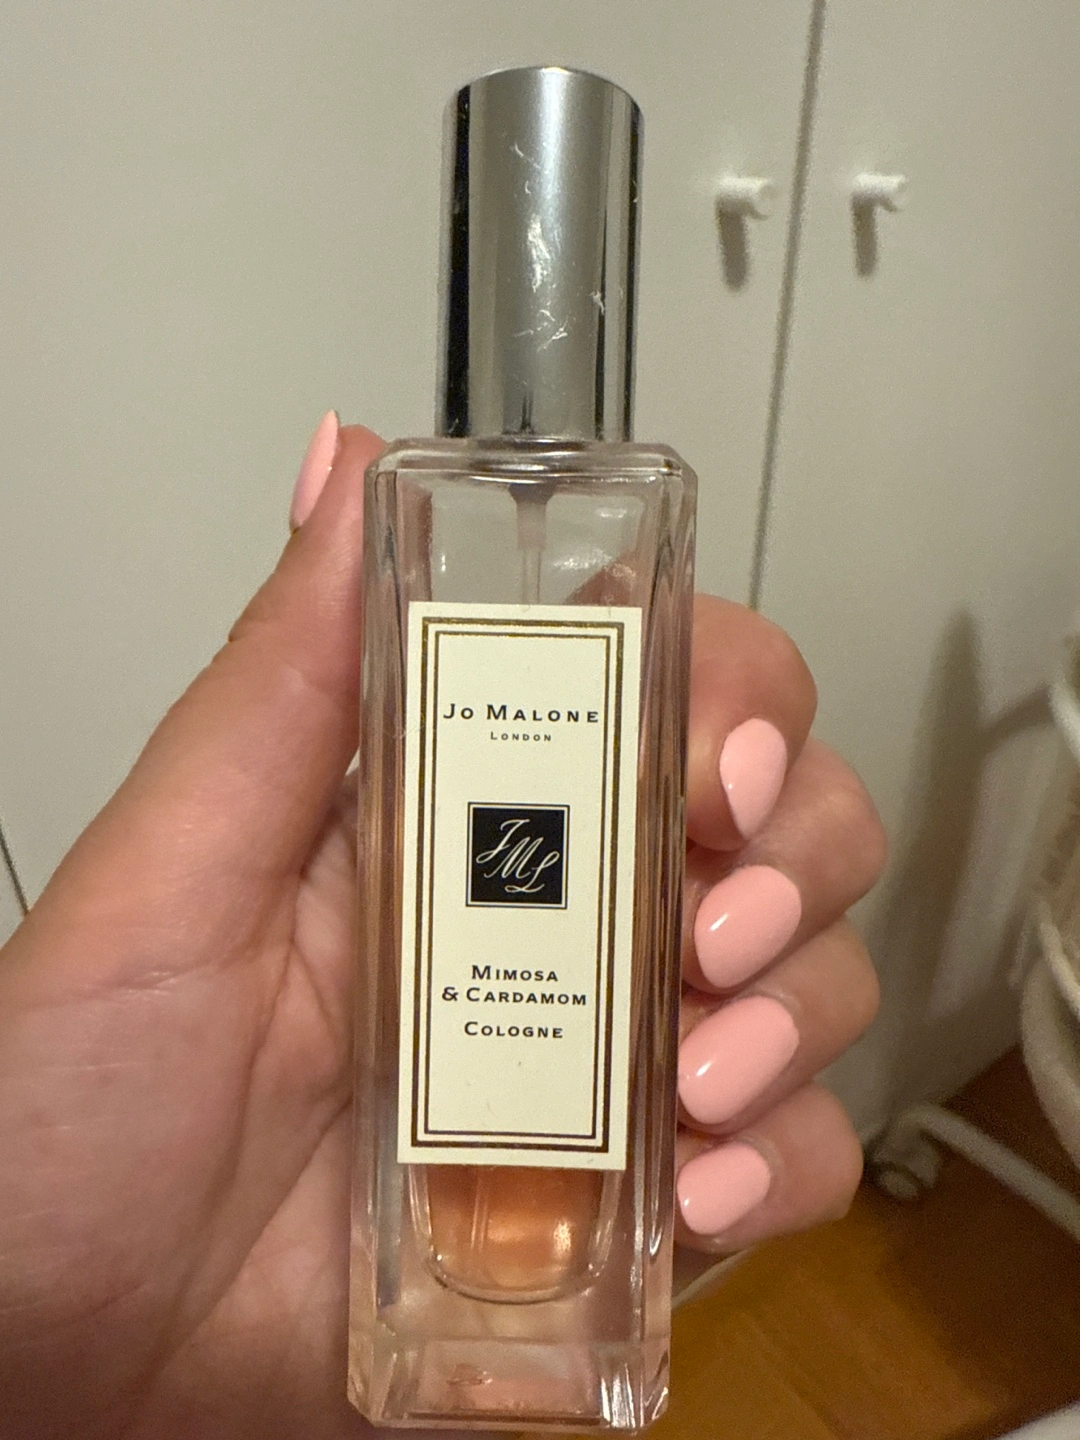 JO MALONE
LONDON
JML
MIMOSA
& CARDAMOM
COLOGNE